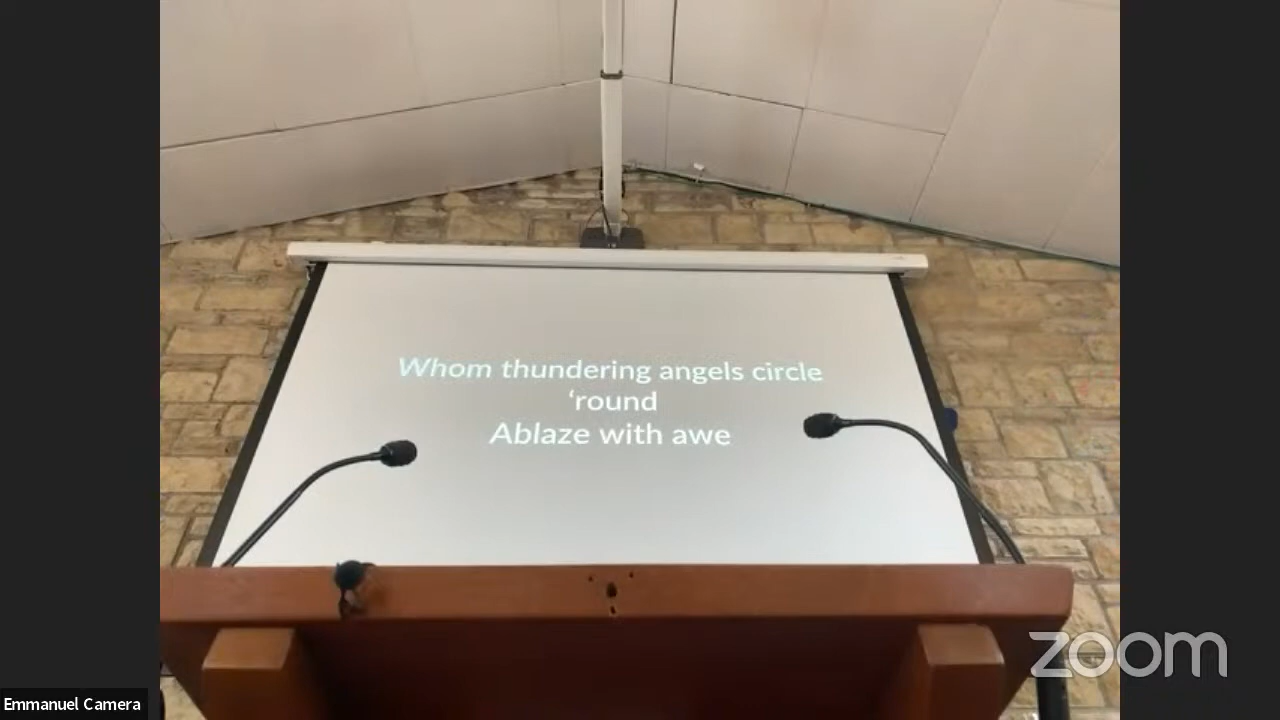 Whom thundering angels circle
‘round
Ablaze with awe
zoom
Emmanuel Camera